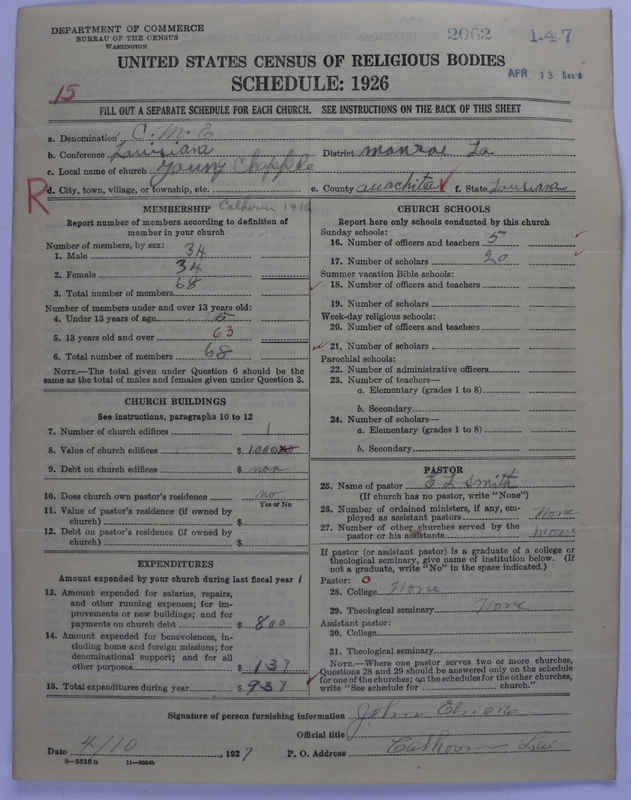 DEPARTMENT OF COMMERCE
BUREAU OF THE CENSUS
WASHINGTON
2062 1-4-7
UNITED STATES CENSUS OF RELIGIOUS BODIES
SCHEDULE: 1926
APR 13
15
FILL OUT A SEPARATE SCHEDULE FOR EACH CHURCH. SEE INSTRUCTIONS ON THE BACK OF THIS SHEET
a. Denomination C. M. E
b. Conference Louisiana District Monroe La
c. Local name of church Young Chapple
R
d. City, town, village, or township, etc. e. County ouachita f. State Louisiana
MEMBERSHIP Calhoun
Report number of members according to definition of member in your church
Number of members, by sex:
1. Male 34
2. Female 34
3. Total number of members 68
Number of members under and over 13 years old:
4. Under 13 years of age 5
5. 13 years old and over 63
6. Total number of members 68
NOTE.—The total given under Question 6 should be the same as the total of males and females given under Question 3.
CHURCH BUILDINGS
See instructions, paragraphs 10 to 12
7. Number of church edifices 1
8. Value of church edifices $ 1000
9. Debt on church edifices $ non
10. Does church own pastor's residence no
Yes or No
11. Value of pastor's residence (if owned by church) $
12. Debt on pastor's residence (if owned by church) $
EXPENDITURES
Amount expended by your church during last fiscal year
13. Amount expended for salaries, repairs, and other running expenses; for improvements or new buildings; and for payments on church debt $ 800
14. Amount expended for benevolences, including home and foreign missions; for denominational support; and for all other purposes $ 137
15. Total expenditures during year $ 937
CHURCH SCHOOLS
Report here only schools conducted by this church
Sunday schools:
16. Number of officers and teachers 5
17. Number of scholars 20
Summer vacation Bible schools:
18. Number of officers and teachers
19. Number of scholars
Week-day religious schools:
20. Number of officers and teachers
21. Number of scholars
Parochial schools:
22. Number of administrative officers
23. Number of teachers—
a. Elementary (grades 1 to 8)
b. Secondary
24. Number of scholars—
a. Elementary (grades 1 to 8)
b. Secondary
PASTOR
25. Name of pastor E L Smith
(If church has no pastor, write "None")
26. Number of ordained ministers, if any, employed as assistant pastors None
27. Number of other churches served by the pastor or his assistants None
If pastor (or assistant pastor) is a graduate of a college or theological seminary, give name of institution below. (If not a graduate, write "No" in the space indicated.)
Pastor: O
28. College None
29. Theological seminary None
Assistant pastor:
30. College
31. Theological seminary
NOTE.—Where one pastor serves two or more churches, Questions 28 and 29 should be answered only on the schedule for one of the churches; on the schedules for the other churches, write "See schedule for church."
Signature of person furnishing information John
Official title
Date 4/10, 1927 P. O. Address Calhoun
8—5516 a